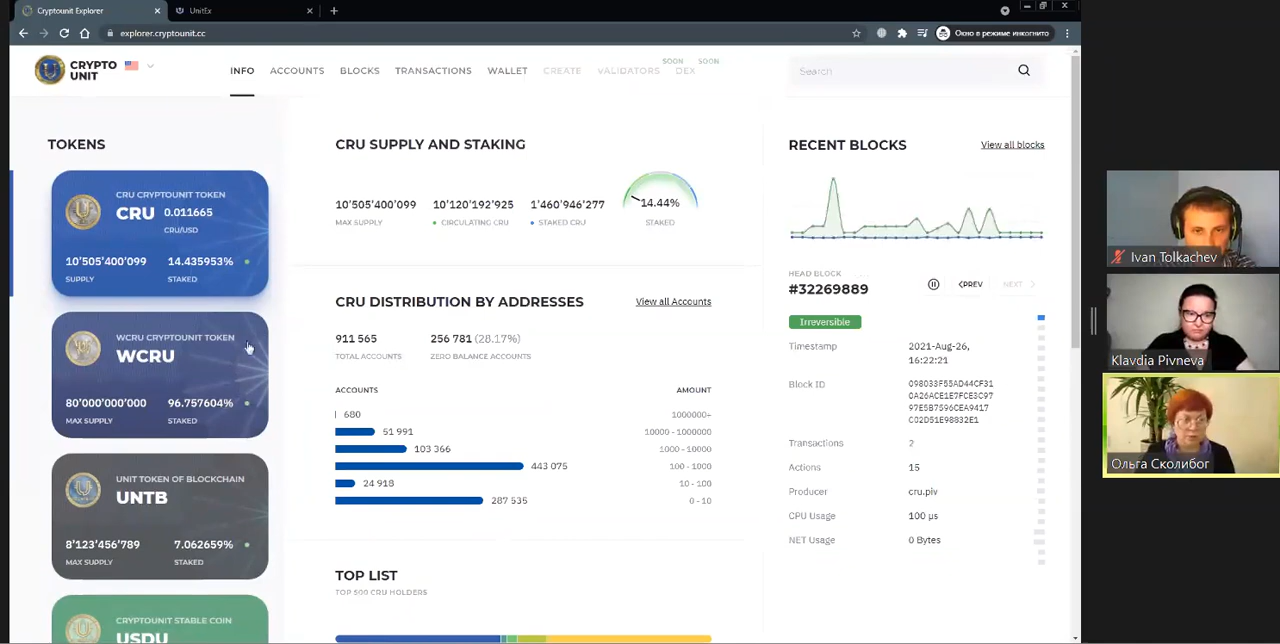 Cryptounit Explorer
UnitEx
explorer.cryptounit.cc
Окно в режиме инкогнито
CRYPTO
UNIT
INFO
ACCOUNTS
BLOCKS
TRANSACTIONS
WALLET
CREATE
SOON
VALIDATORS
SOON
DEX
Search
TOKENS
CRU CRYPTOUNIT TOKEN
CRU 0.011665
CRU/USD
10'505'400'099 14.435953%
SUPPLY STAKED
WCRU CRYPTOUNIT TOKEN
WCRU
80'000'000'000 96.757604%
MAX SUPPLY STAKED
UNIT TOKEN OF BLOCKCHAIN
UNTB
8'123'456'789 7.062659%
MAX SUPPLY STAKED
CRYPTOUNIT STABLE COIN
USDU
CRU SUPPLY AND STAKING
10'505'400'099 10'120'192'925 1'460'946'277 14.44%
MAX SUPPLY CIRCULATING CRU STAKED CRU STAKED
CRU DISTRIBUTION BY ADDRESSES View all Accounts
911 565 256 781 (28.17%)
TOTAL ACCOUNTS ZERO BALANCE ACCOUNTS
ACCOUNTS AMOUNT
680 1000000+
51 991 10000 - 1000000
103 366 1000 - 10000
443 075 100 - 1000
24 918 10 - 100
287 535 0 - 10
TOP LIST
TOP 500 CRU HOLDERS
RECENT BLOCKS View all blocks
HEAD BLOCK
#32269889 PREV NEXT
Irreversible
Timestamp 2021-Aug-26,
16:22:21
Block ID 098033F55AD44CF31
0A26ACE1E7FCE3C97
97E5B7596CEA9417
C02D51E98832E1
Transactions 2
Actions 15
Producer cru.piv
CPU Usage 100 µs
NET Usage 0 Bytes
Ivan Tolkachev
Klavdia Pivneva
Ольга Сколибог